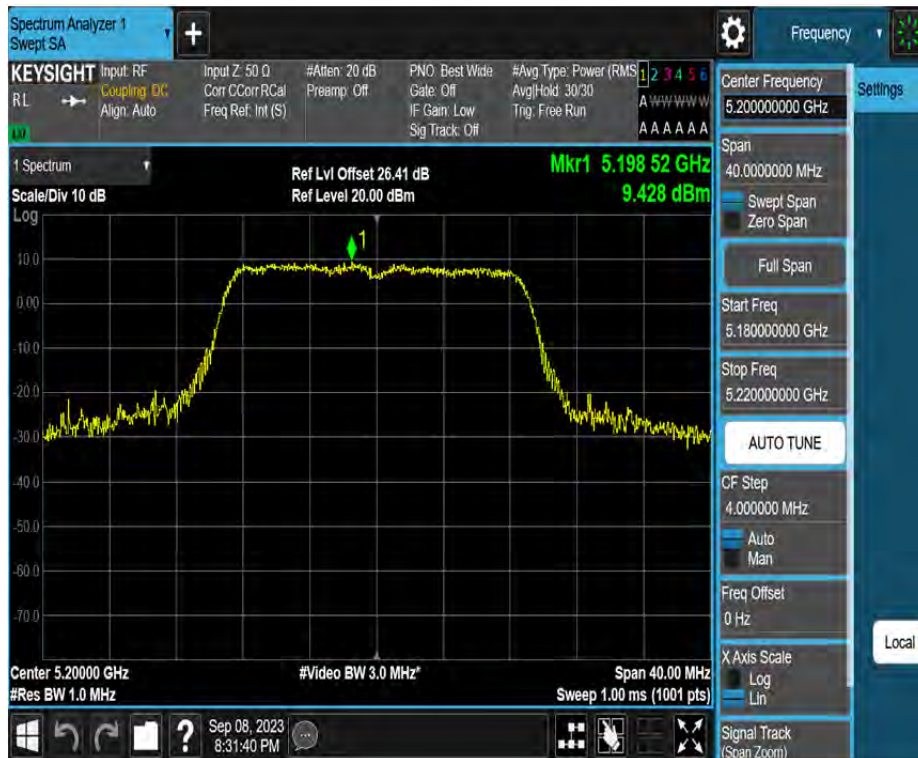 Spectrum Analyzer 1
Swept SA
+
Frequency
KEYSIGHT
RL
Input: RF
Coupling: DC
Align: Auto
Input Z: 50 Ω
Corr CCorr RCal
Freq Ref: Int (S)
#Atten: 20 dB
Preamp: Off
PNO: Best Wide
Gate: Off
IF Gain: Low
Sig Track: Off
#Avg Type: Power (RMS
Avg|Hold: 30/30
Trig: Free Run
1 2 3 4 5 6
A W W W W W
A A A A A A
1 Spectrum
Scale/Div 10 dB
Log
Ref Lvl Offset 26.41 dB
Ref Level 20.00 dBm
Mkr1 5.198 52 GHz
9.428 dBm
1
10.0
0.00
-10.0
-20.0
-30.0
-40.0
-50.0
-60.0
-70.0
Center 5.20000 GHz
#Res BW 1.0 MHz
#Video BW 3.0 MHz*
Span 40.00 MHz
Sweep 1.00 ms (1001 pts)
?
Sep 08, 2023
8:31:40 PM
Center Frequency
5.200000000 GHz
Settings
Span
40.0000000 MHz
Swept Span
Zero Span
Full Span
Start Freq
5.180000000 GHz
Stop Freq
5.220000000 GHz
AUTO TUNE
CF Step
4.000000 MHz
Auto
Man
Freq Offset
0 Hz
X Axis Scale
Log
Lin
Local
Signal Track
(Span Zoom)